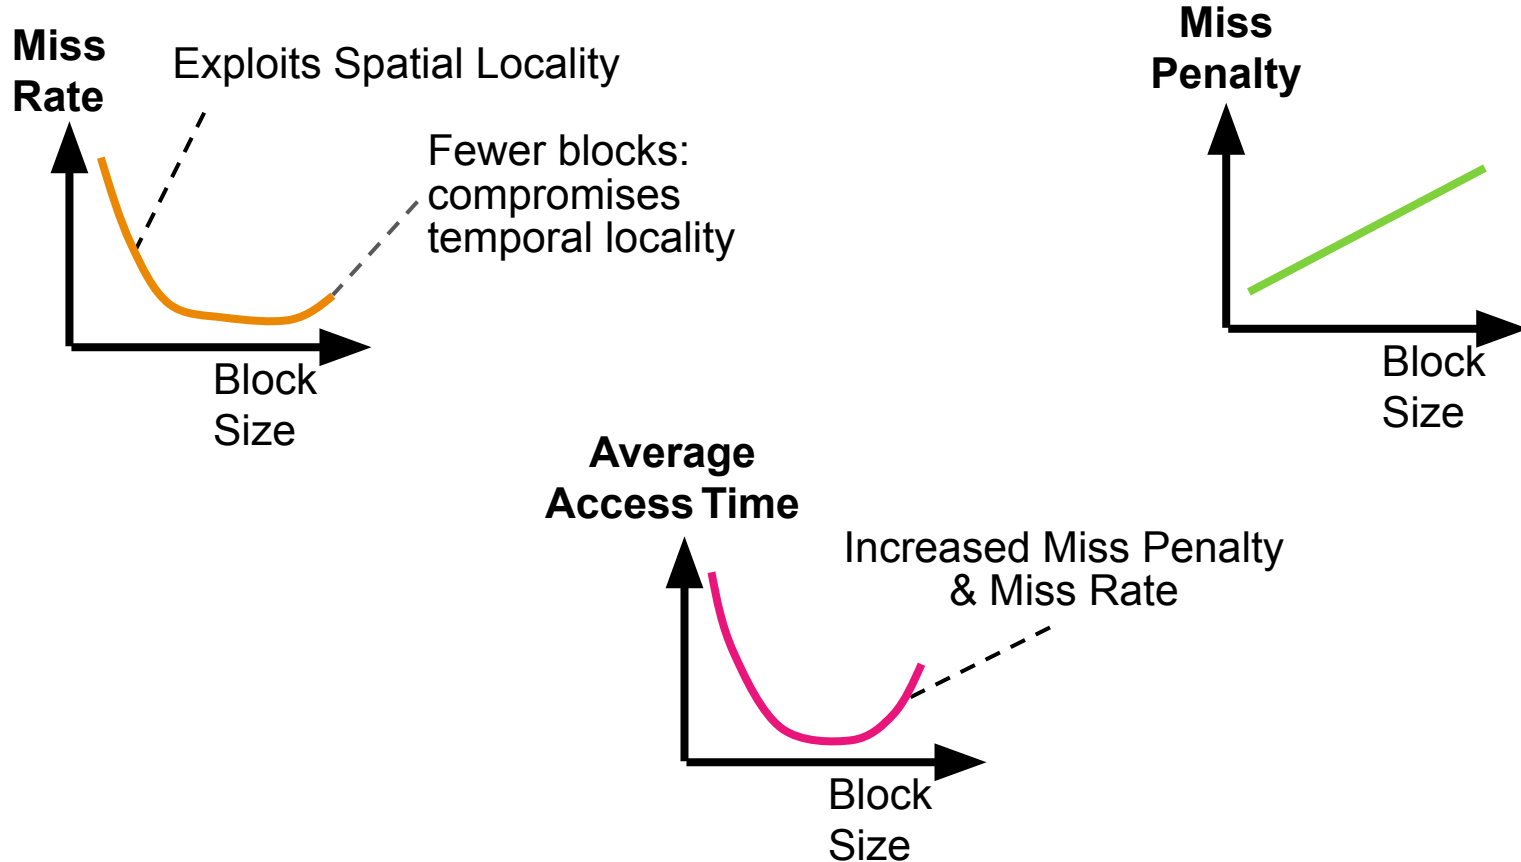 Miss
Rate
Exploits Spatial Locality
Fewer blocks:
compromises
temporal locality
Block
Size
Miss
Penalty
Block
Size
Average
Access Time
Increased Miss Penalty
& Miss Rate
Block
Size